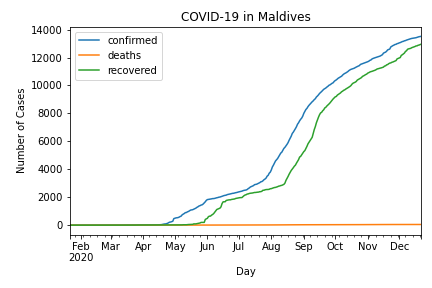 COVID-19 in Maldives
confirmed
deaths
recovered
Number of Cases
14000
12000
10000
8000
6000
4000
2000
0
Feb Mar Apr May Jun Jul Aug Sep Oct Nov Dec
2020
Day